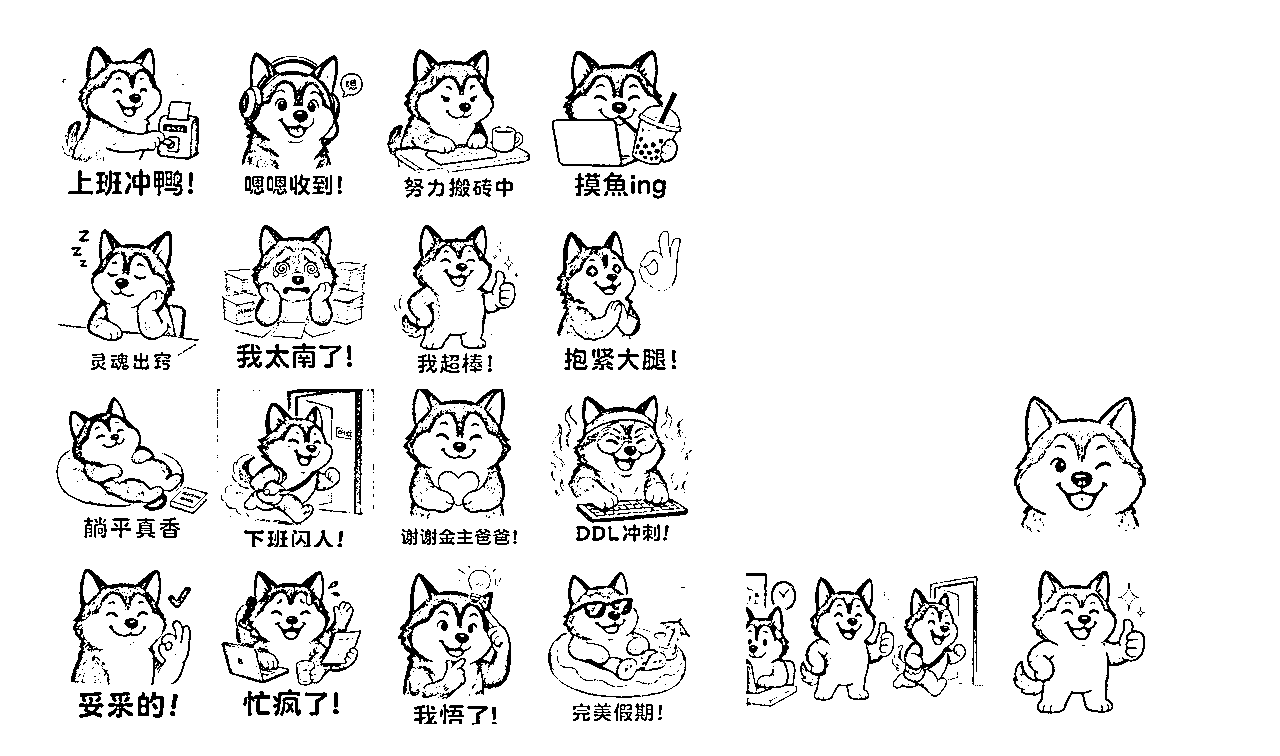 上班冲鸭!
嗯
嗯嗯收到!
努力搬砖中
摸魚ing
z
z
z
灵魂出窍
我太南了!
我超棒!
抱紧大腿!
躺平真香
下班闪人!
谢谢金主爸爸!
DDL冲刺!
忙疯了!
我悟了!
完美假期!